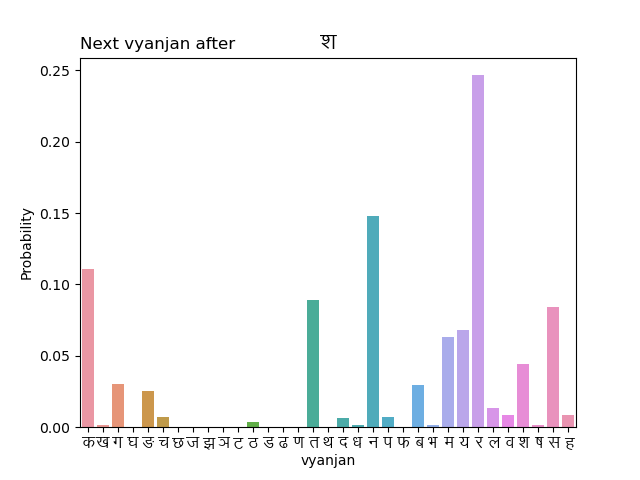 Next vyanjan after श
0.25
0.20
0.15
0.10
0.05
0.00
Probability
क ख ग घ ङ च छ ज झ ञ ट ठ ड ढ ण त थ द ध न प फ ब भ म य र ल व श ष स ह
vyanjan